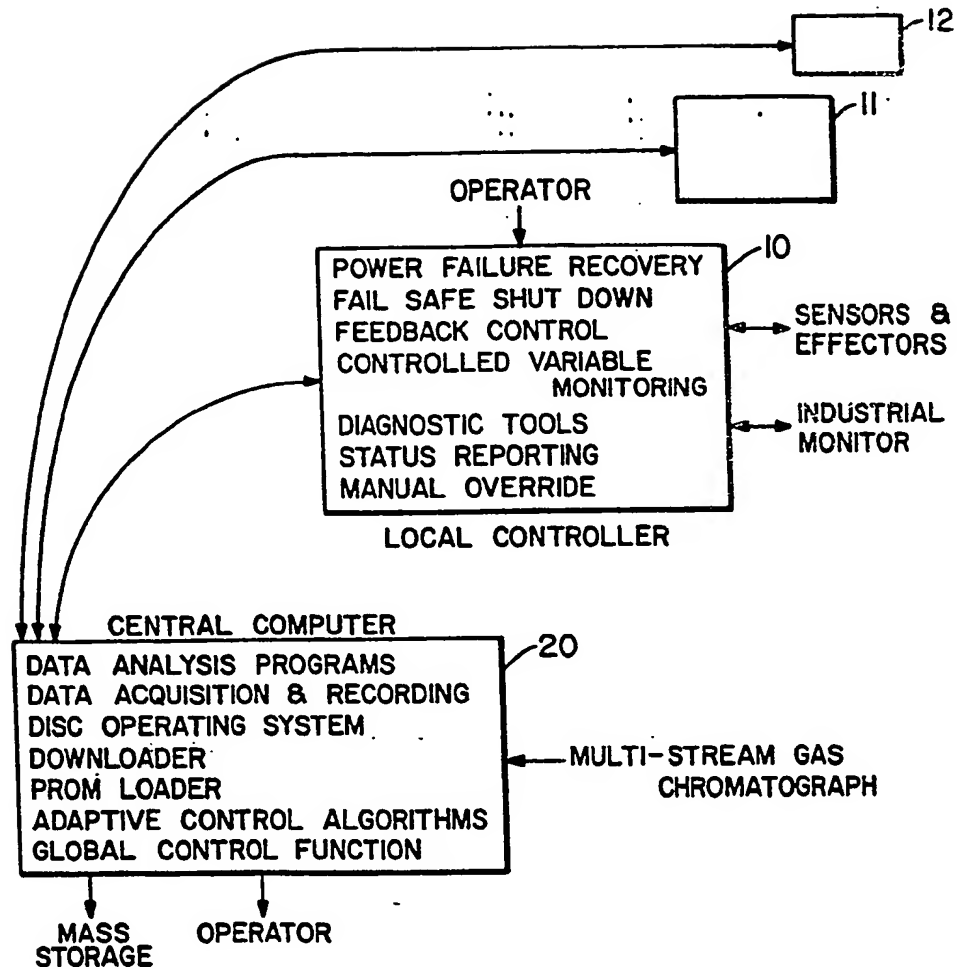 12
11
OPERATOR
10
POWER FAILURE RECOVERY
FAIL SAFE SHUT DOWN
FEEDBACK CONTROL
CONTROLLED VARIABLE
MONITORING
DIAGNOSTIC TOOLS
STATUS REPORTING
MANUAL OVERRIDE
SENSORS &
EFFECTORS
INDUSTRIAL
MONITOR
LOCAL CONTROLLER
CENTRAL COMPUTER
20
DATA ANALYSIS PROGRAMS
DATA ACQUISITION & RECORDING
DISC OPERATING SYSTEM
DOWNLOADER
PROM LOADER
ADAPTIVE CONTROL ALGORITHMS
GLOBAL CONTROL FUNCTION
MULTI-STREAM GAS
CHROMATOGRAPH
MASS
STORAGE
OPERATOR